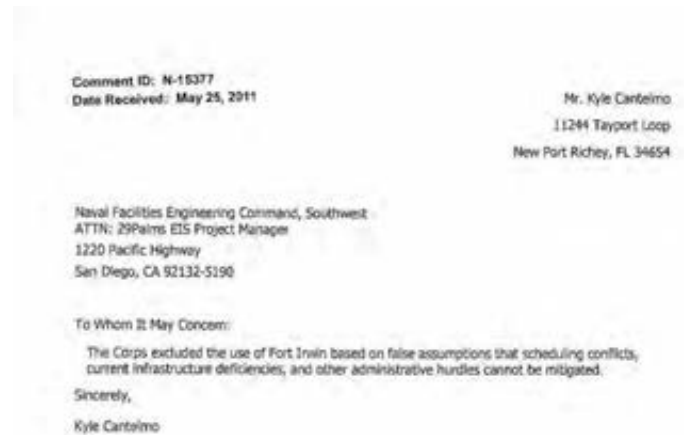 Comment ID: N-15377
Date Received: May 25, 2011
Mr. Kyle Cantelmo
11244 Tayport Loop
New Port Richey, FL 34654
Naval Facilities Engineering Command, Southwest
ATTN: 29Palms EIS Project Manager
1220 Pacific Highway
San Diego, CA 92132-5190
To Whom It May Concern:
The Corps excluded the use of Fort Irwin based on false assumptions that scheduling conflicts,
current infrastructure deficiencies, and other administrative hurdles cannot be mitigated.
Sincerely,
Kyle Cantelmo